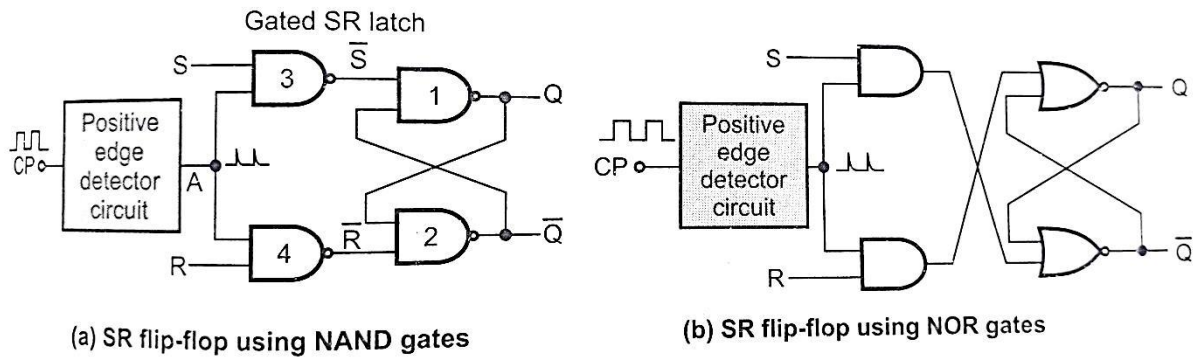 Gated SR latch
S
3
S̅
1
Q
Positive
edge
detector
circuit
CP
A
R
4
R̅
2
Q̅
(a) SR flip-flop using NAND gates
S
Q
Positive
edge
detector
circuit
CP
R
Q̅
(b) SR flip-flop using NOR gates